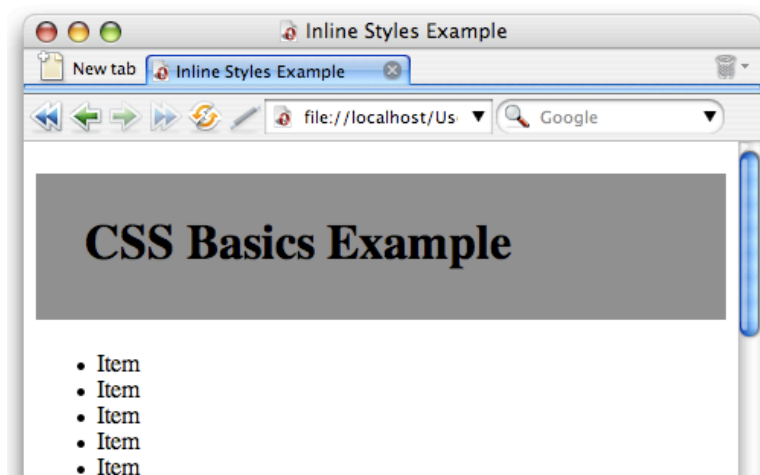 Inline Styles Example
New tab Inline Styles Example
file://localhost/Us Google
CSS Basics Example
• Item
• Item
• Item
• Item
• Item